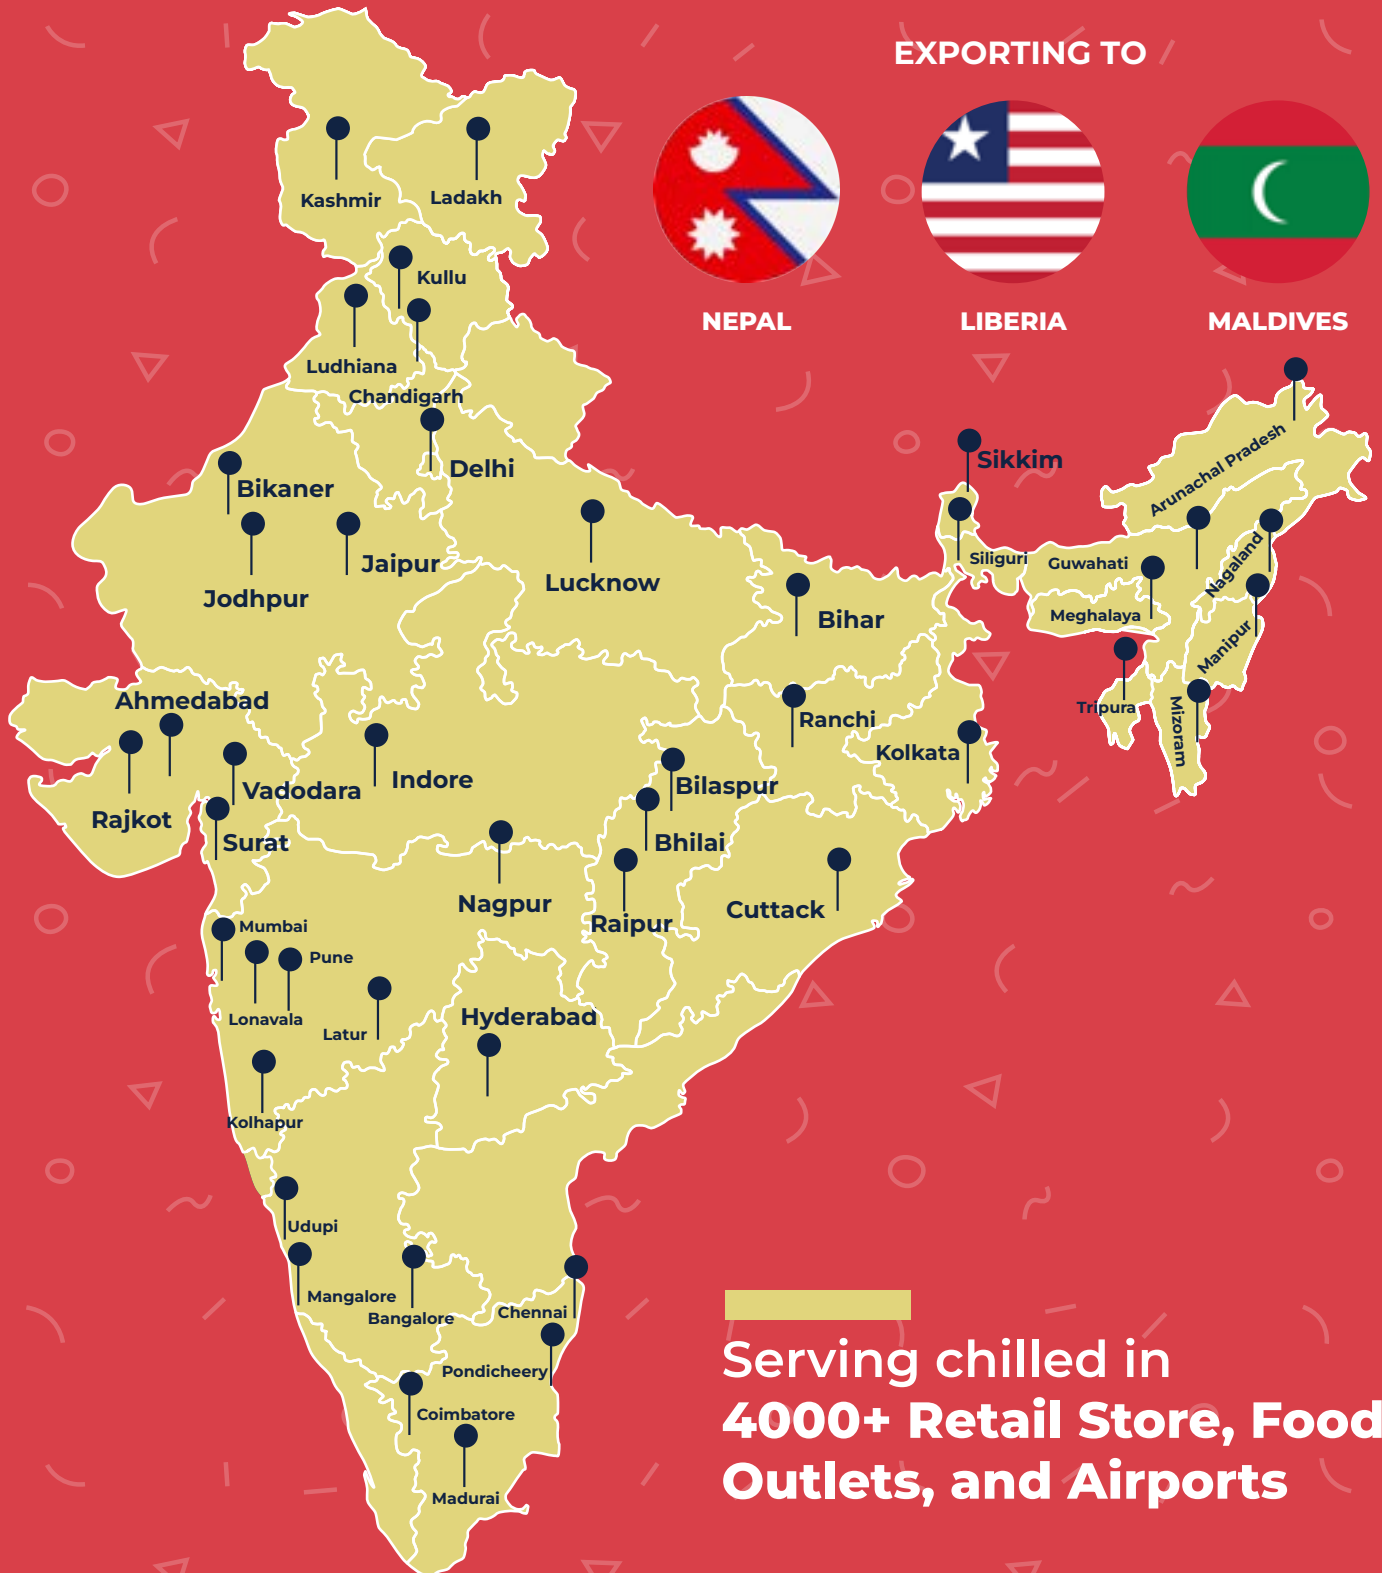 EXPORTING TO
NEPAL
LIBERIA
MALDIVES
Kashmir
Ladakh
Kullu
Ludhiana
Chandigarh
Delhi
Bikaner
Jodhpur
Jaipur
Lucknow
Sikkim
Siliguri
Arunachal Pradesh
Guwahati
Nagaland
Meghalaya
Manipur
Tripura
Mizoram
Bihar
Ahmedabad
Rajkot
Vadodara
Surat
Indore
Ranchi
Kolkata
Bilaspur
Bhilai
Nagpur
Raipur
Cuttack
Mumbai
Pune
Lonavala
Latur
Hyderabad
Kolhapur
Udupi
Mangalore
Bangalore
Chennai
Pondicheery
Coimbatore
Madurai
Serving chilled in
4000+ Retail Store, Food
Outlets, and Airports